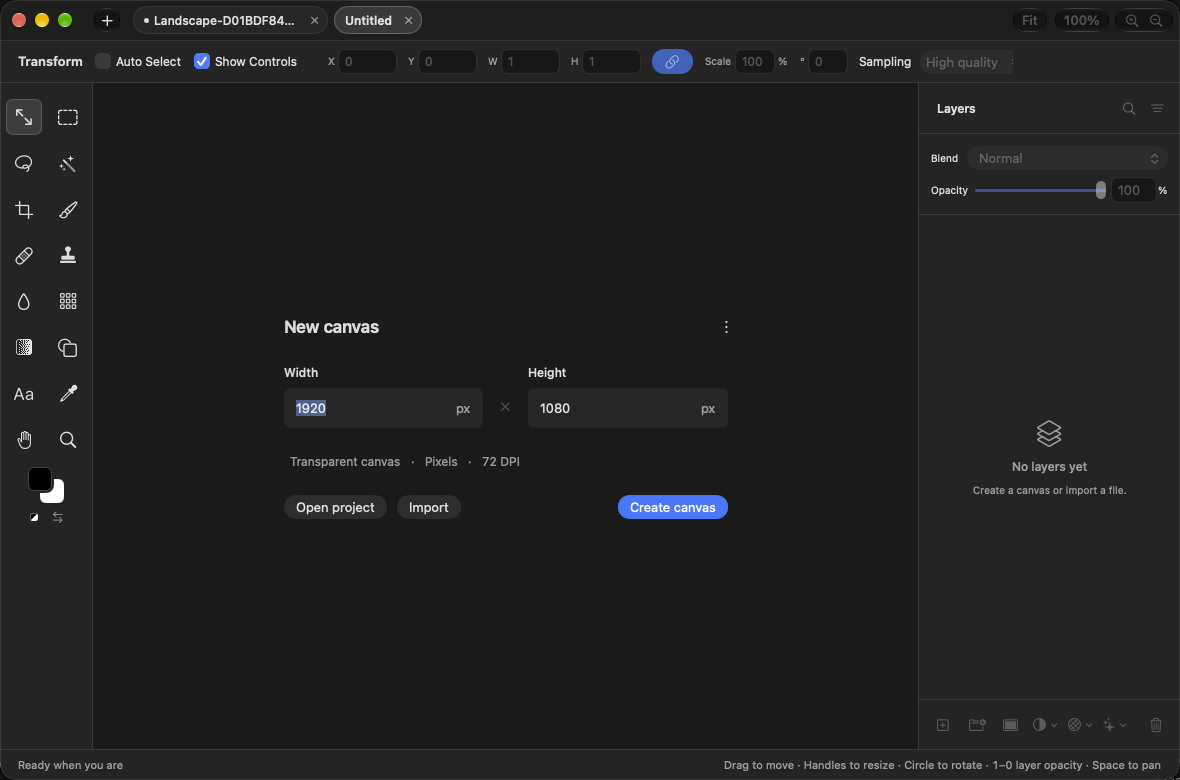 Landscape-D01BDF84... Untitled Fit 100%
Transform Auto Select Show Controls X 0 Y 0 W 1 H 1 Scale 100 % ° 0 Sampling High quality
Layers
Blend Normal
Opacity 100 %
Aa
New canvas
Width Height
1920 px × 1080 px
Transparent canvas · Pixels · 72 DPI
Open project Import Create canvas
No layers yet
Create a canvas or import a file.
Ready when you are Drag to move · Handles to resize · Circle to rotate · 1–0 layer opacity · Space to pan